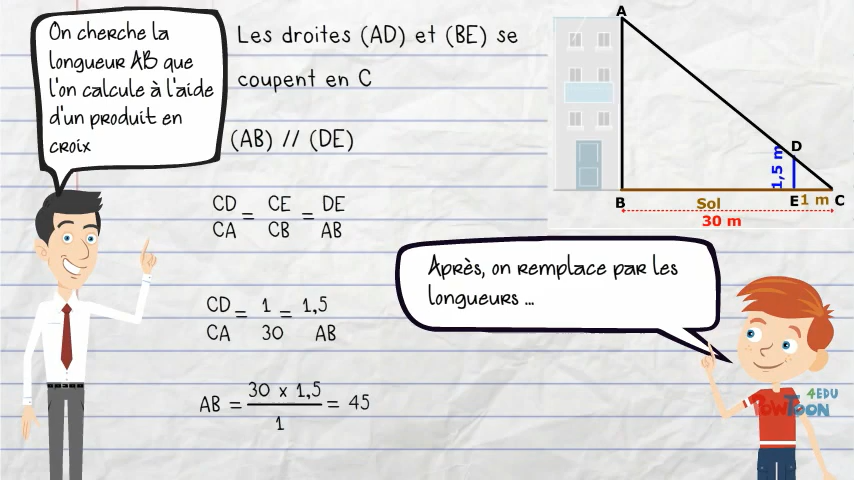 On cherche la
longueur AB que
l'on calcule à l'aide
d'un produit en
croix
Les droites (AD) et (BE) se
coupent en C
(AB) // (DE)
CD = CE = DE
CA CB AB
CD = 1 = 1,5
CA 30 AB
AB = 30 x 1,5 = 45
1
A
D
1,5 m
B
Sol
E
1 m
C
30 m
Après, on remplace par les
longueurs ...
4EDU
POWTOON